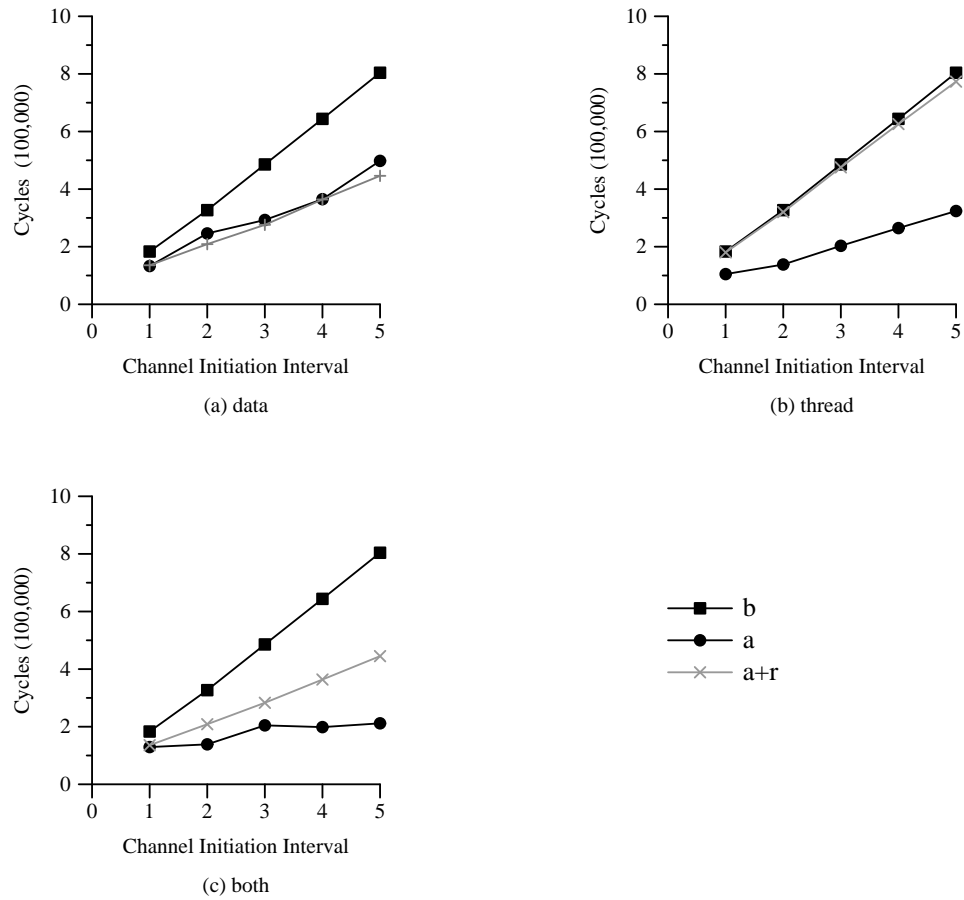 10
8
6
4
2
0
Cycles (100,000)
0 1 2 3 4 5
Channel Initiation Interval
(a) data
10
8
6
4
2
0
Cycles (100,000)
0 1 2 3 4 5
Channel Initiation Interval
(b) thread
10
8
6
4
2
0
Cycles (100,000)
0 1 2 3 4 5
Channel Initiation Interval
(c) both
b
a
a+r